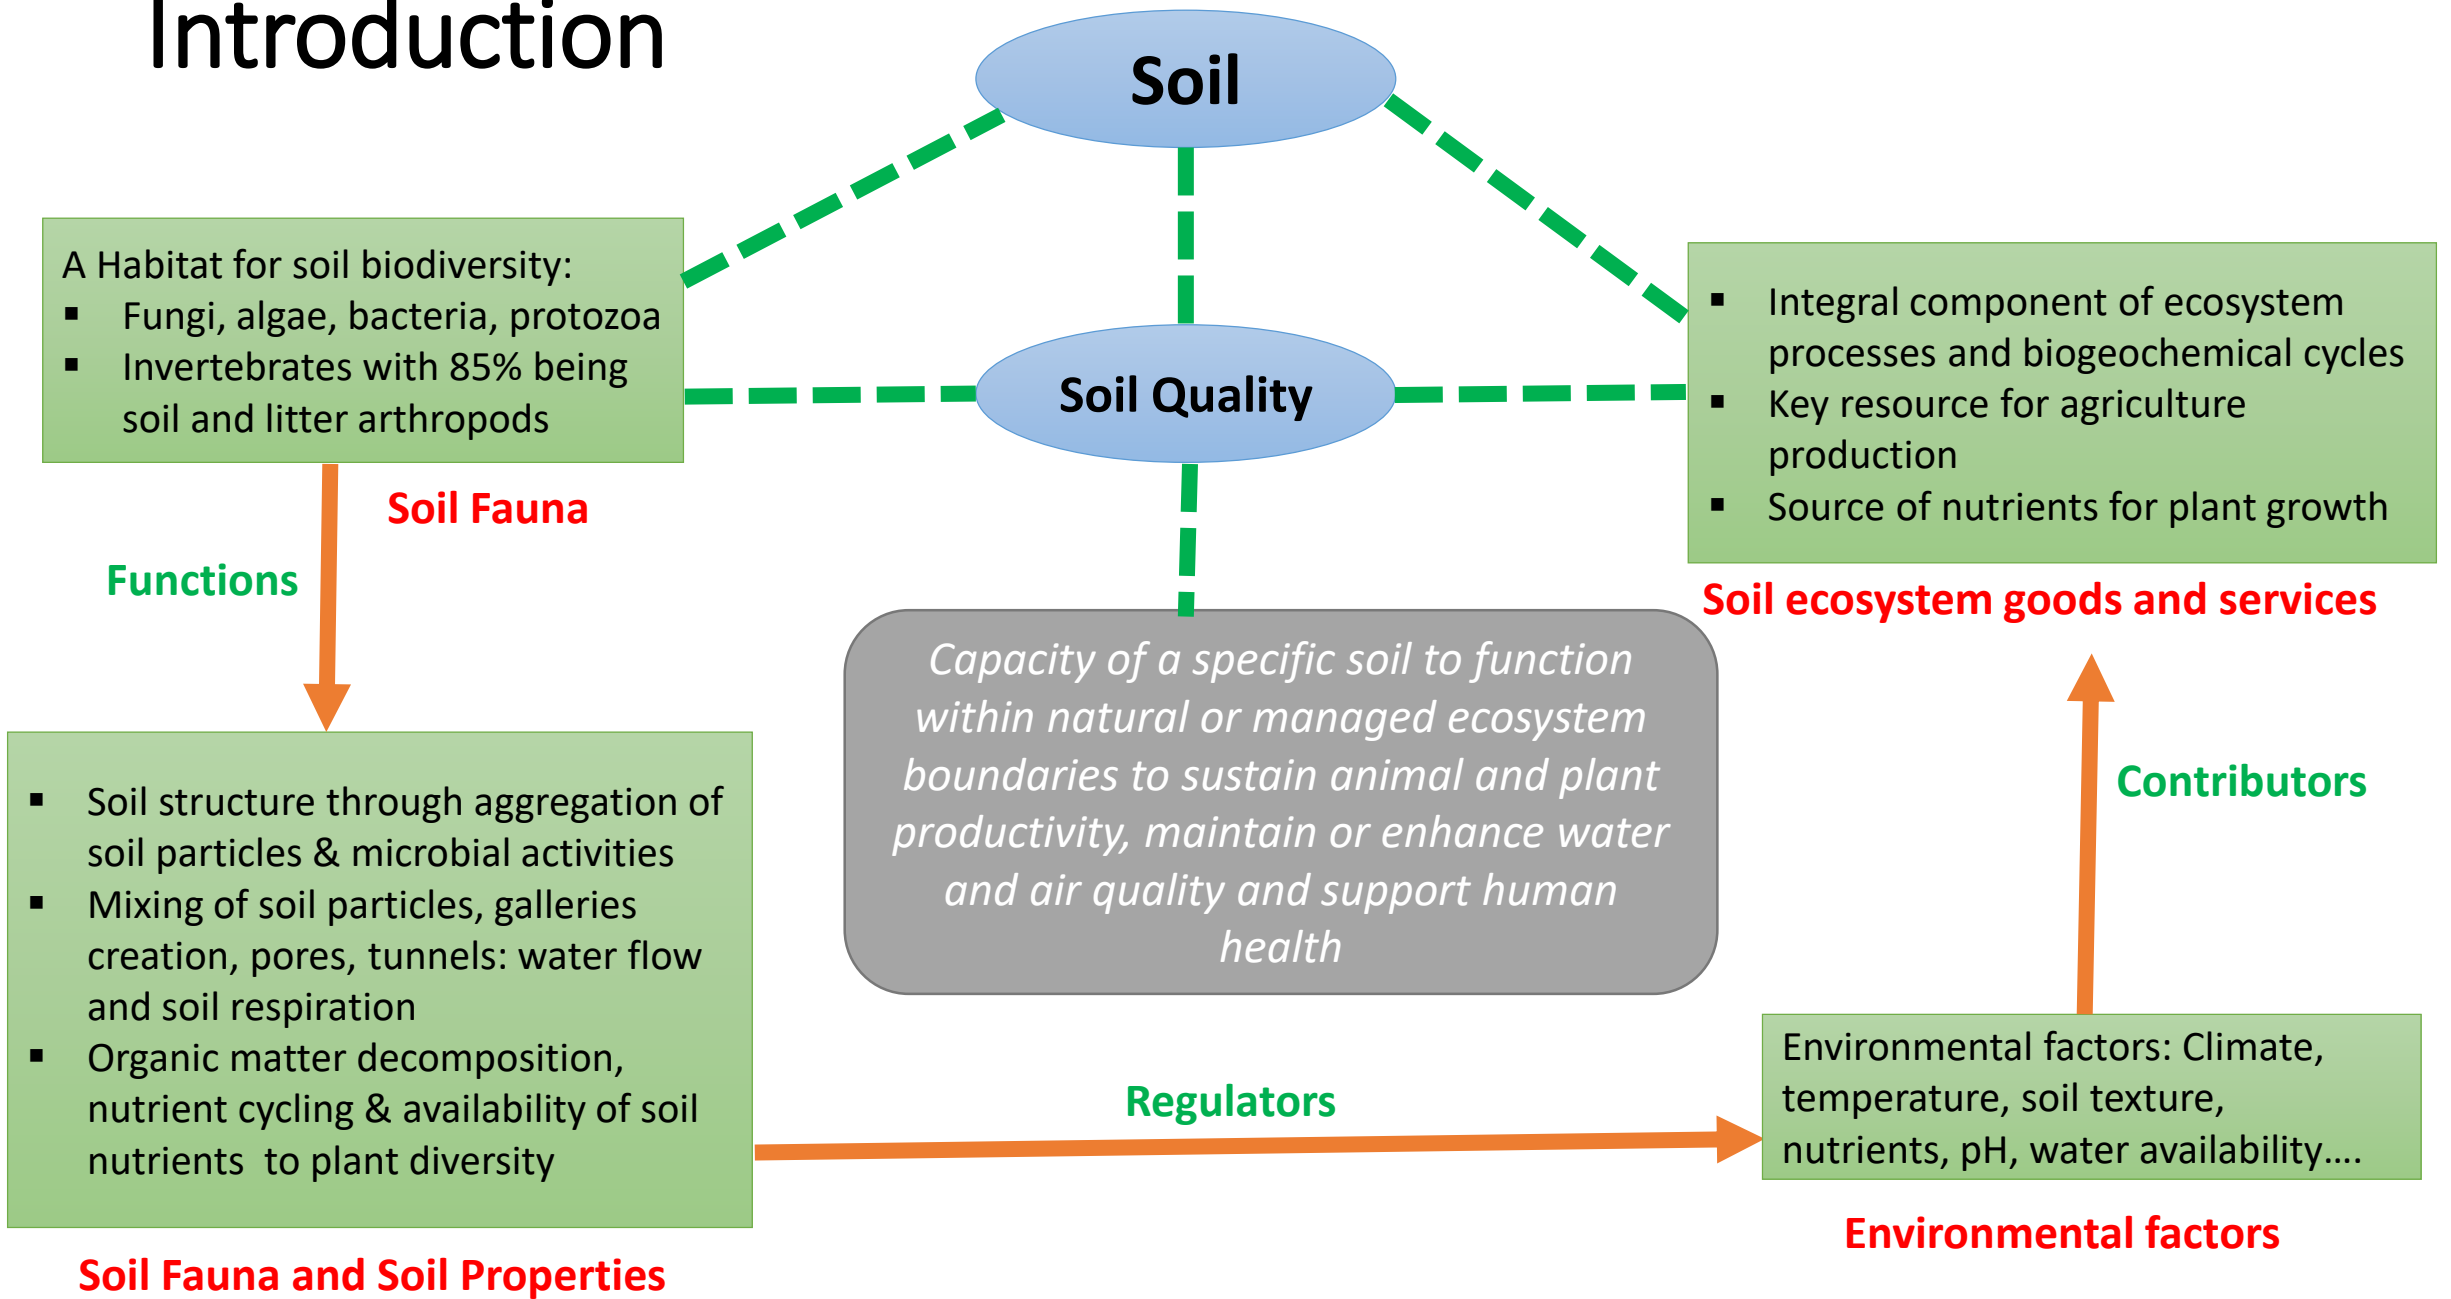 Introduction
Soil
A Habitat for soil biodiversity:
▪ Fungi, algae, bacteria, protozoa
▪ Invertebrates with 85% being
soil and litter arthropods
Soil Quality
▪ Integral component of ecosystem
processes and biogeochemical cycles
▪ Key resource for agriculture
production
▪ Source of nutrients for plant growth
Soil Fauna
Functions
Soil ecosystem goods and services
Capacity of a specific soil to function
within natural or managed ecosystem
boundaries to sustain animal and plant
productivity, maintain or enhance water
and air quality and support human
health
Contributors
▪ Soil structure through aggregation of
soil particles & microbial activities
▪ Mixing of soil particles, galleries
creation, pores, tunnels: water flow
and soil respiration
▪ Organic matter decomposition,
nutrient cycling & availability of soil
nutrients  to plant diversity
Regulators
Environmental factors: Climate,
temperature, soil texture,
nutrients, pH, water availability....
Environmental factors
Soil Fauna and Soil Properties